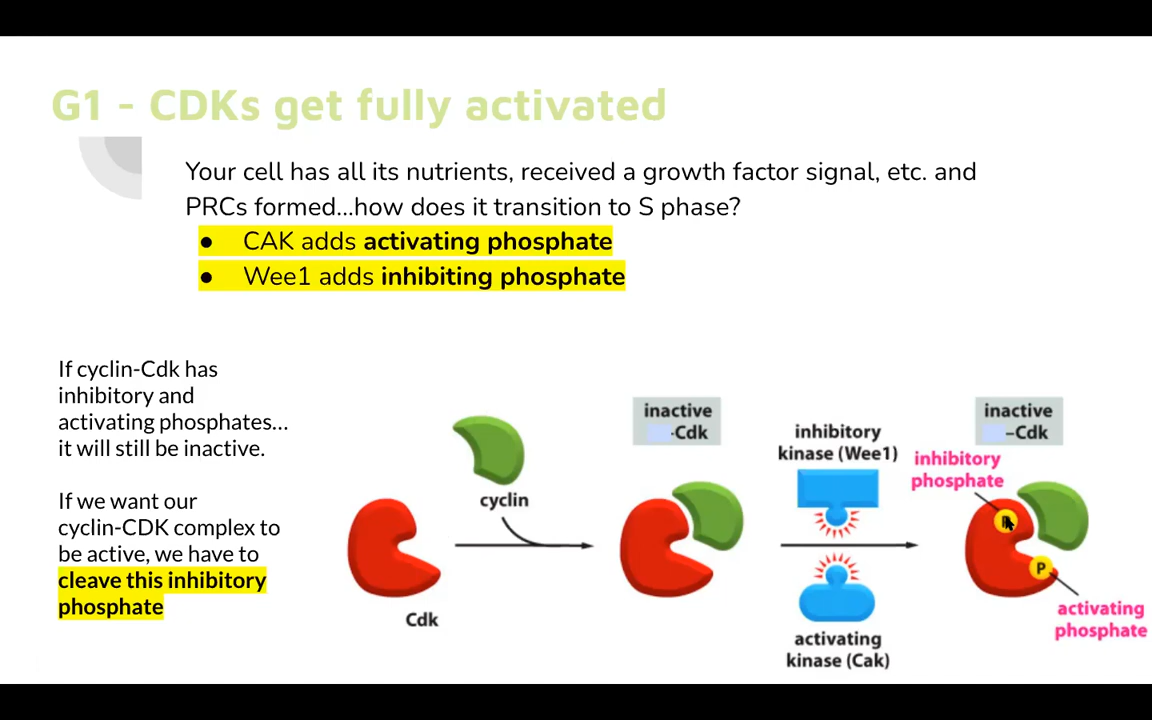 G1 - CDKs get fully activated
Your cell has all its nutrients, received a growth factor signal, etc. and
PRCs formed...how does it transition to S phase?
● CAK adds activating phosphate
● Wee1 adds inhibiting phosphate
If cyclin-Cdk has
inhibitory and
activating phosphates...
it will still be inactive.
If we want our
cyclin-CDK complex to
be active, we have to
cleave this inhibitory
phosphate
Cdk
cyclin
inactive
-Cdk
inhibitory
kinase (Wee1)
activating
kinase (Cak)
inactive
–Cdk
inhibitory
phosphate
P
P
activating
phosphate